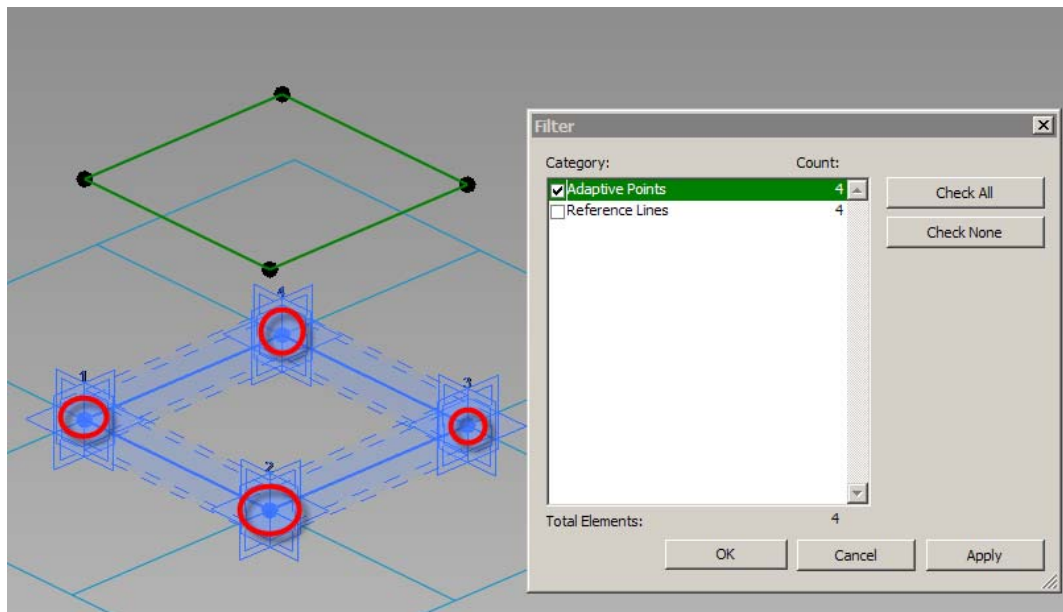 Filter
Category: Count:
Adaptive Points 4
Reference Lines 4
Check All
Check None
4
1
3
2
Total Elements: 4
OK Cancel Apply